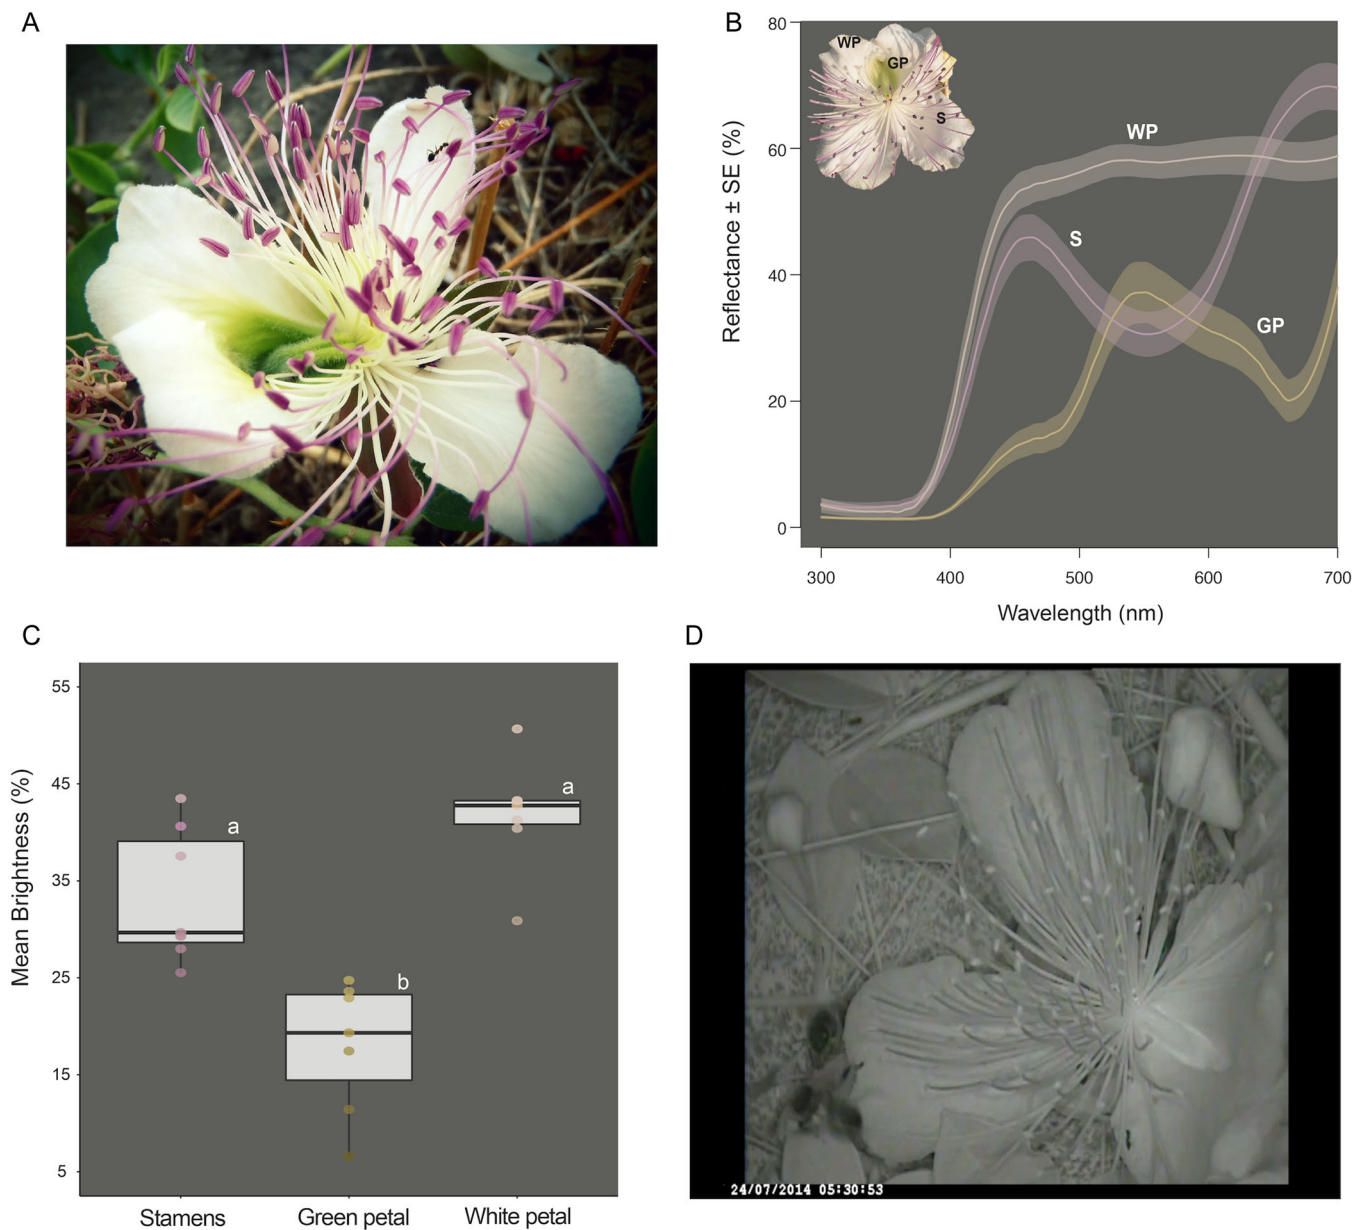 A
B
Reflectance ± SE (%)
80
60
40
20
0
WP
GP
S
WP
S
GP
300
400
500
600
700
Wavelength (nm)
C
Mean Brightness (%)
55
45
35
25
15
5
a
b
a
Stamens
Green petal
White petal
D
24/07/2014 05:30:53